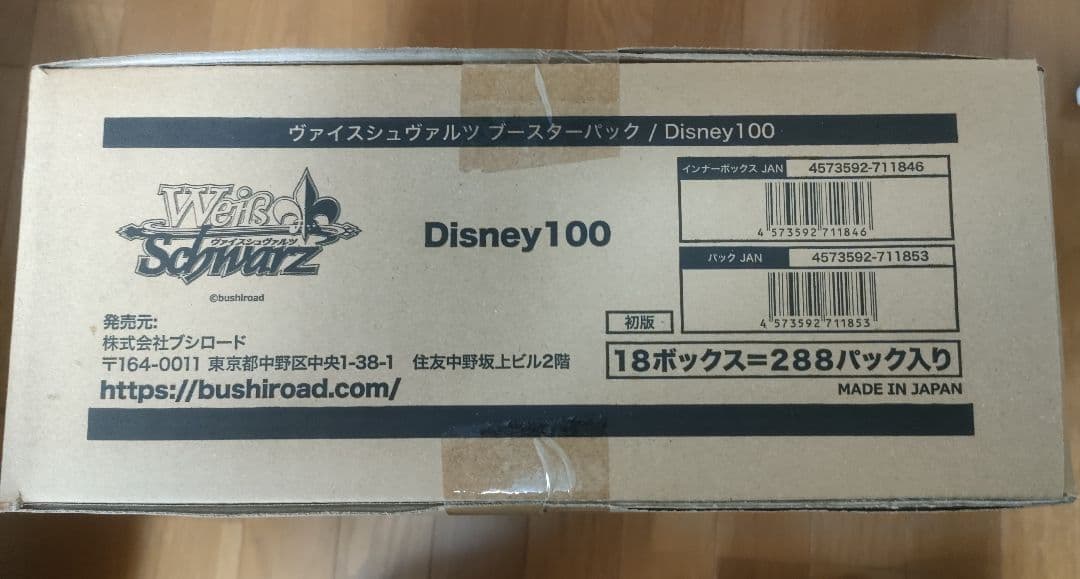 ヴァイスシュヴァルツ ブースターパック / Disney100
Weiß
ヴァイスシュヴァルツ
Schwarz
©bushiroad
Disney100
インナーボックス JAN 4573592-711846
4 573592 711846
パック JAN 4573592-711853
4 573592 711853
発売元:
株式会社ブシロード
〒164-0011 東京都中野区中央1-38-1 住友中野坂上ビル2階
https://bushiroad.com/
初版
18ボックス=288パック入り
MADE IN JAPAN